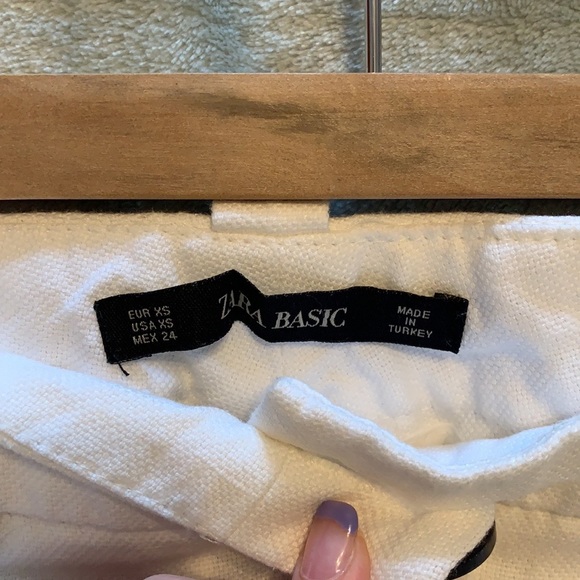 EUR XS
USA XS
MEX 24
ZARA BASIC
MADE
IN
TURKEY